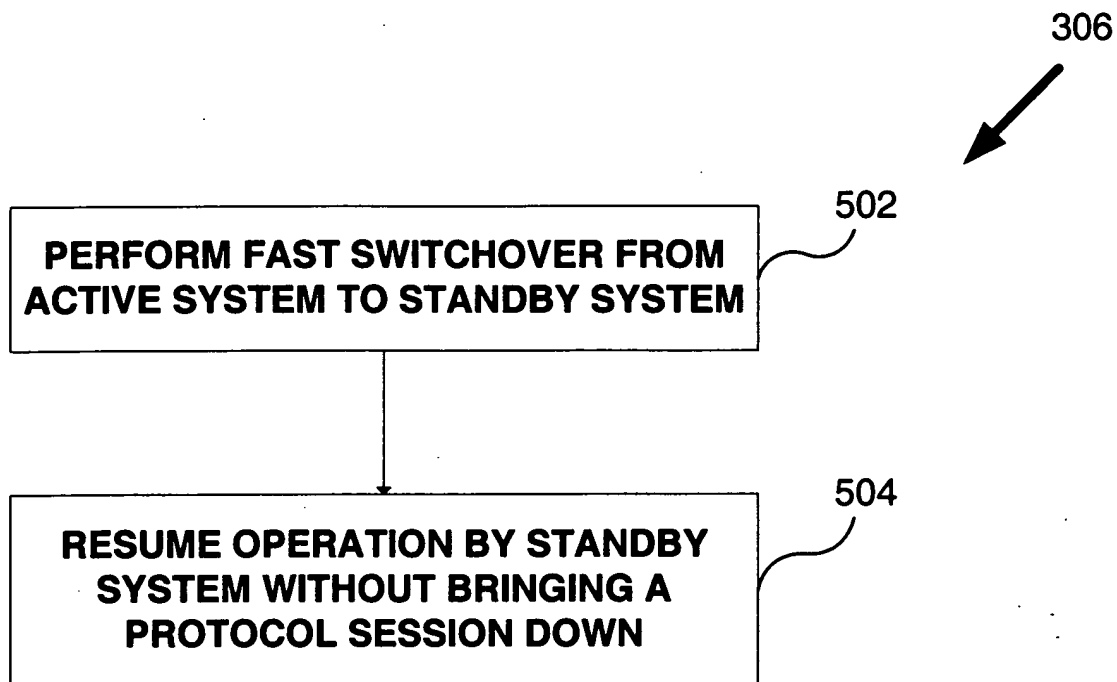 306
502
PERFORM FAST SWITCHOVER FROM
ACTIVE SYSTEM TO STANDBY SYSTEM
504
RESUME OPERATION BY STANDBY
SYSTEM WITHOUT BRINGING A
PROTOCOL SESSION DOWN